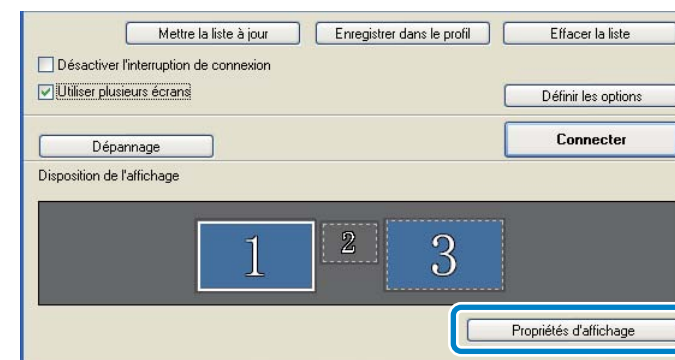 Mettre la liste à jour Enregistrer dans le profil Effacer la liste
Désactiver l'interruption de connexion
Utiliser plusieurs écrans
Définir les options
Dépannage Connecter
Disposition de l'affichage
1 2 3
Propriétés d'affichage